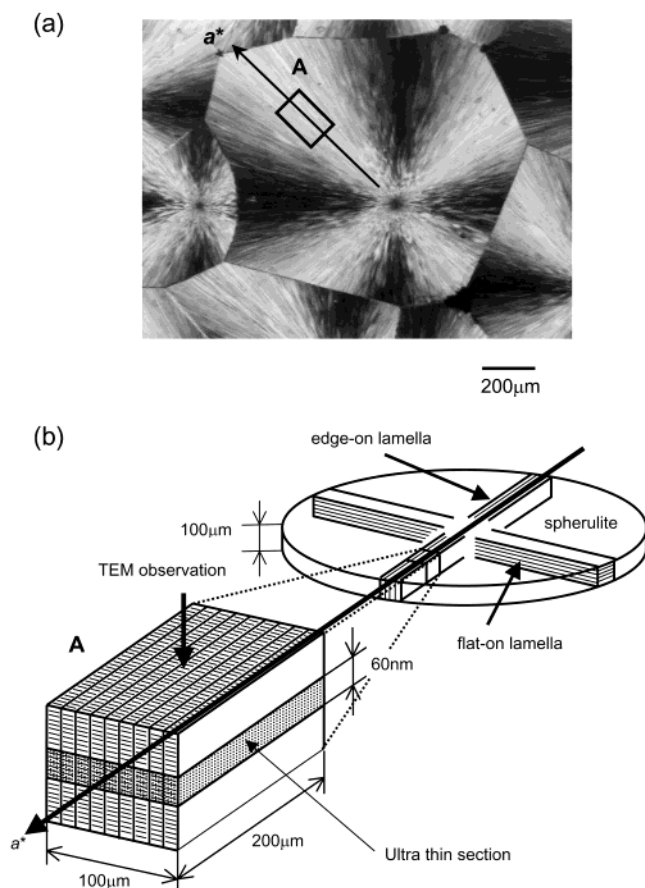 (a)
a*
A
200μm
(b)
edge-on lamella
100μm
spherulite
TEM observation
A
flat-on lamella
60nm
a*
200μm
Ultra thin section
100μm